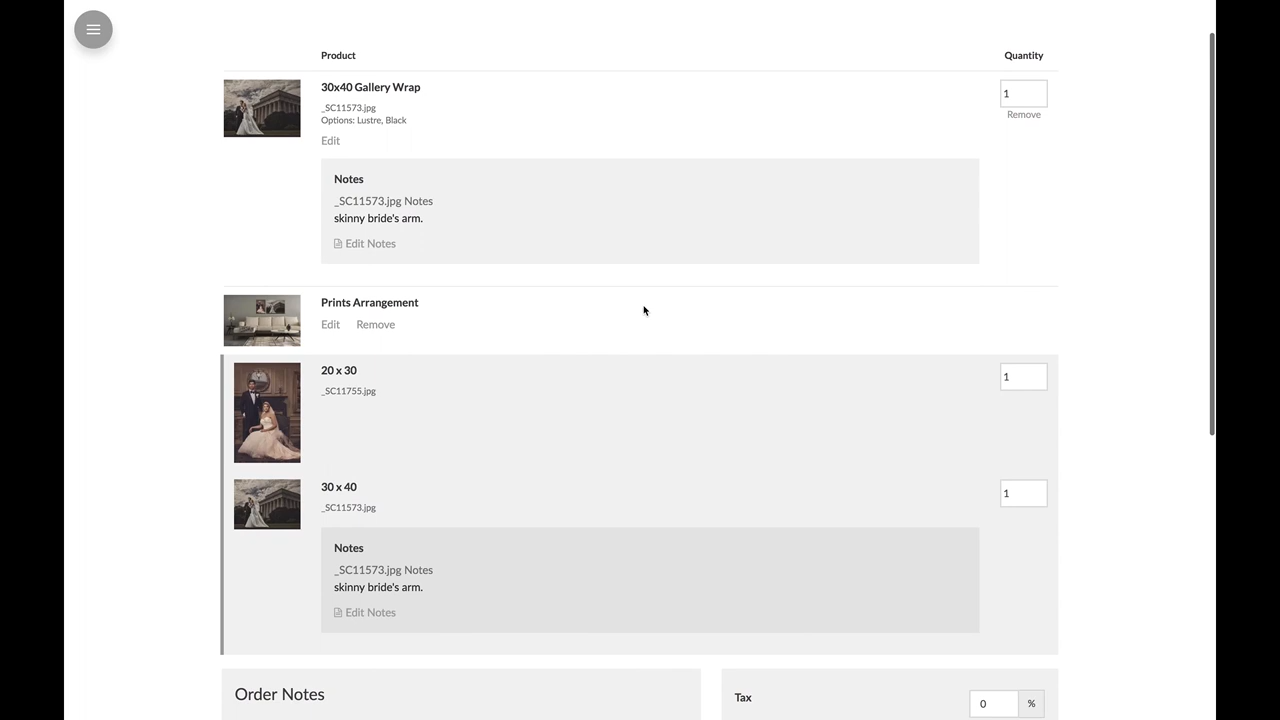 Product Quantity
30x40 Gallery Wrap
1
_SC11573.jpg
Remove
Options: Lustre, Black
Edit
Notes
_SC11573.jpg Notes
skinny bride's arm.
Edit Notes
Prints Arrangement
Edit Remove
20 x 30
1
_SC11755.jpg
30 x 40
1
_SC11573.jpg
Notes
_SC11573.jpg Notes
skinny bride's arm.
Edit Notes
Order Notes
Tax
0 %